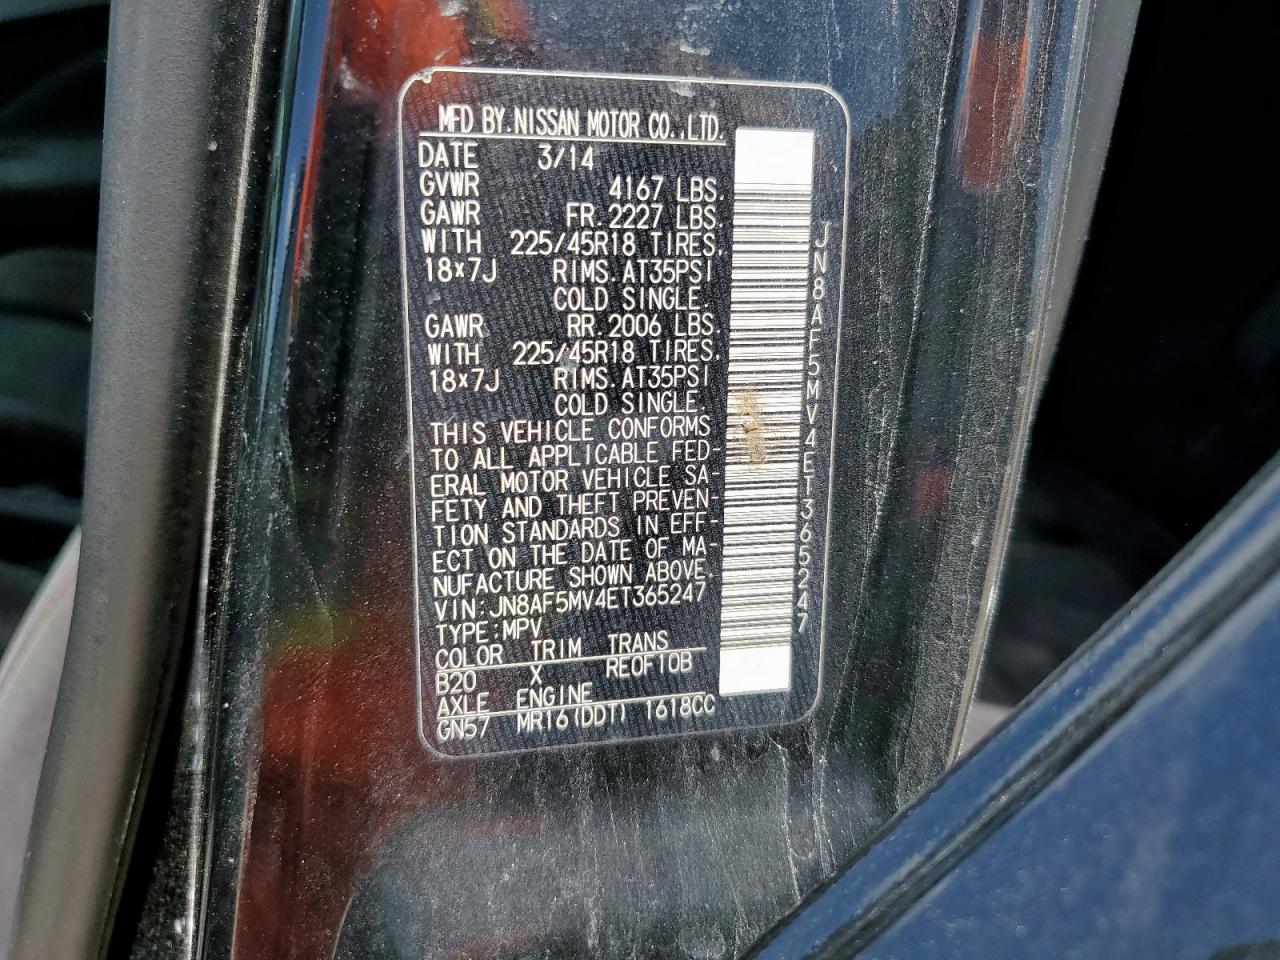 MFD BY.NISSAN MOTOR CO.,LTD.
DATE 3/14
GVWR 4167 LBS.
GAWR FR.2227 LBS.
WITH 225/45R18 TIRES.
18×7J RIMS.AT35PSI
COLD SINGLE.
GAWR RR.2006 LBS.
WITH 225/45R18 TIRES.
18×7J RIMS.AT35PSI
COLD SINGLE.
THIS VEHICLE CONFORMS
TO ALL APPLICABLE FED-
ERAL MOTOR VEHICLE SA-
FETY AND THEFT PREVEN-
TION STANDARDS IN EFF-
ECT ON THE DATE OF MA-
NUFACTURE SHOWN ABOVE.
VIN:JN8AF5MV4ET365247
TYPE:MPV
COLOR TRIM TRANS
B20 X RE0F10B
AXLE ENGINE
GN57 MR16(DDT) 1618CC
JN8AF5MV4ET365247